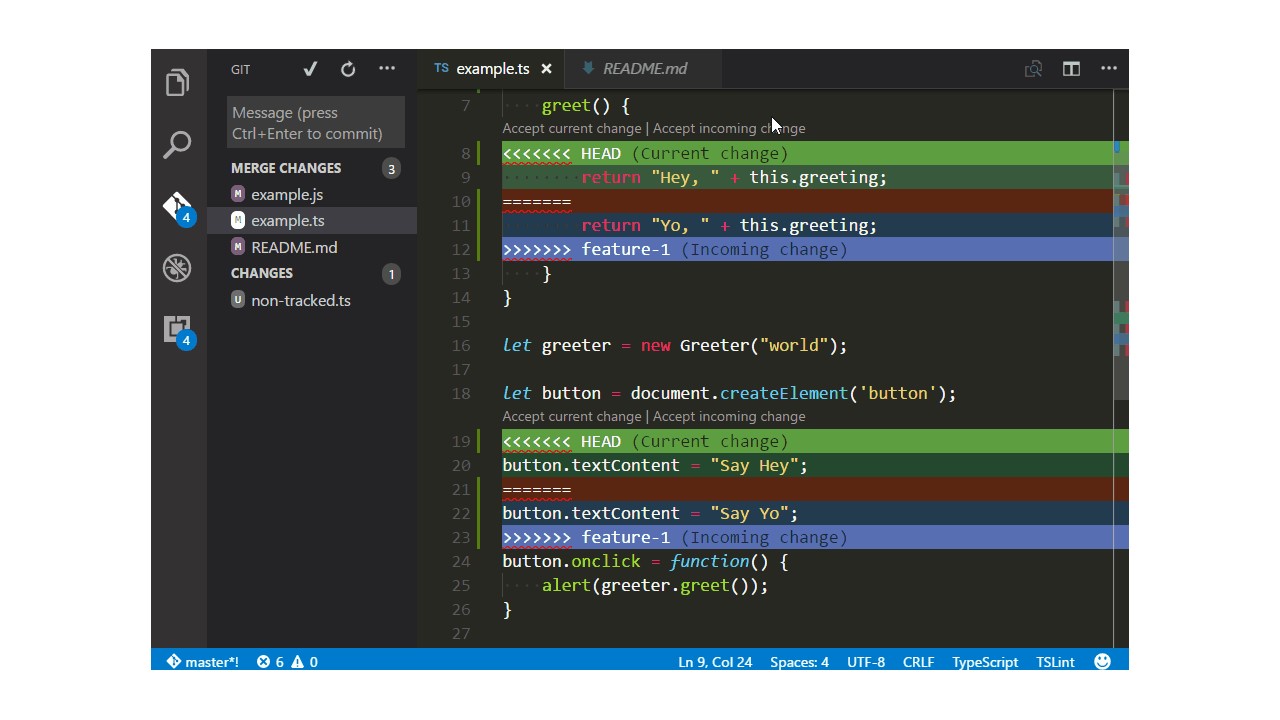 GIT
TS example.ts
README.md
Message (press
Ctrl+Enter to commit)
MERGE CHANGES 3
M example.js
M example.ts
M README.md
CHANGES 1
U non-tracked.ts
4
4
7 greet() {
Accept current change | Accept incoming change
8 <<<<<<< HEAD (Current change)
9 return "Hey, " + this.greeting;
10 =======
11 return "Yo, " + this.greeting;
12 >>>>>>> feature-1 (Incoming change)
13 }
14 }
15
16 let greeter = new Greeter("world");
17
18 let button = document.createElement('button');
Accept current change | Accept incoming change
19 <<<<<<< HEAD (Current change)
20 button.textContent = "Say Hey";
21 =======
22 button.textContent = "Say Yo";
23 >>>>>>> feature-1 (Incoming change)
24 button.onclick = function() {
25 alert(greeter.greet());
26 }
27
master*! 6 0 Ln 9, Col 24 Spaces: 4 UTF-8 CRLF TypeScript TSLint